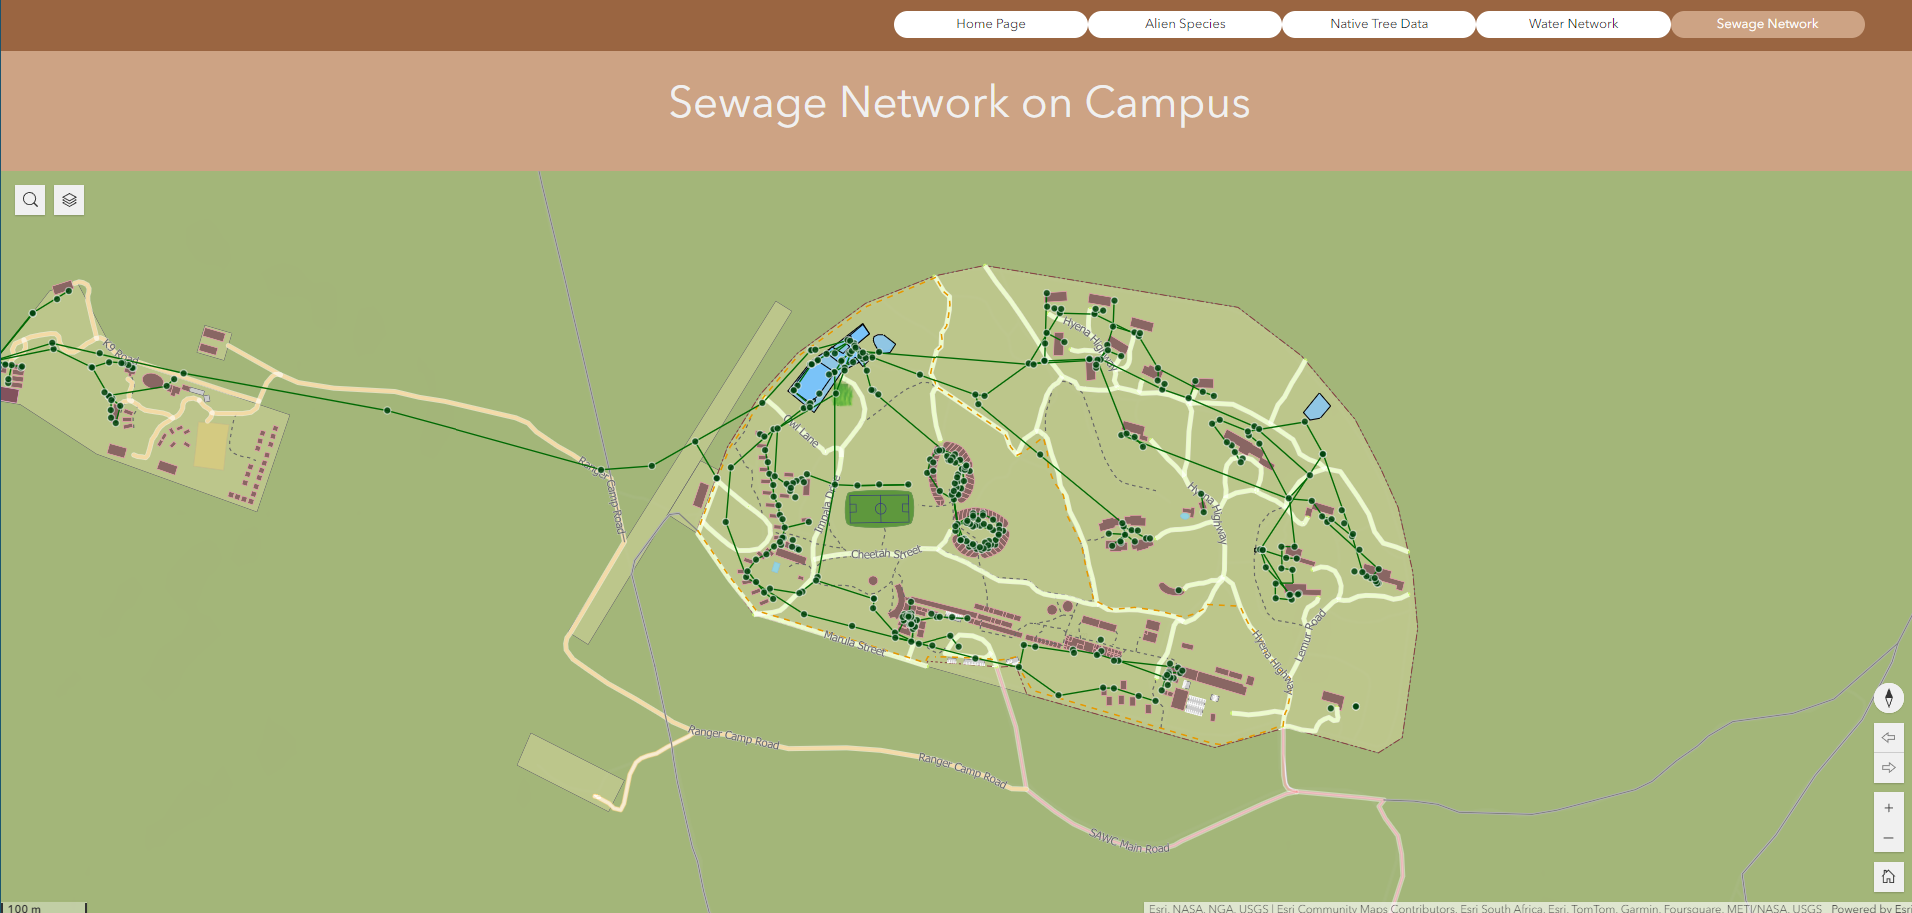 Home Page
Alien Species
Native Tree Data
Water Network
Sewage Network
Sewage Network on Campus
Hyena Highway
K9 Road
Owl Lane
Ranger Camp Road
Impala Drive
Hyena Highway
Cheetah Street
Marula Street
Hyena Highway
Lemur Road
Ranger Camp Road
Ranger Camp Road
SAWC Main Road
100 m
Esri, NASA, NGA, USGS | Esri Community Maps Contributors, Esri South Africa, Esri, TomTom, Garmin, Foursquare, METI/NASA, USGS
Powered by Esri